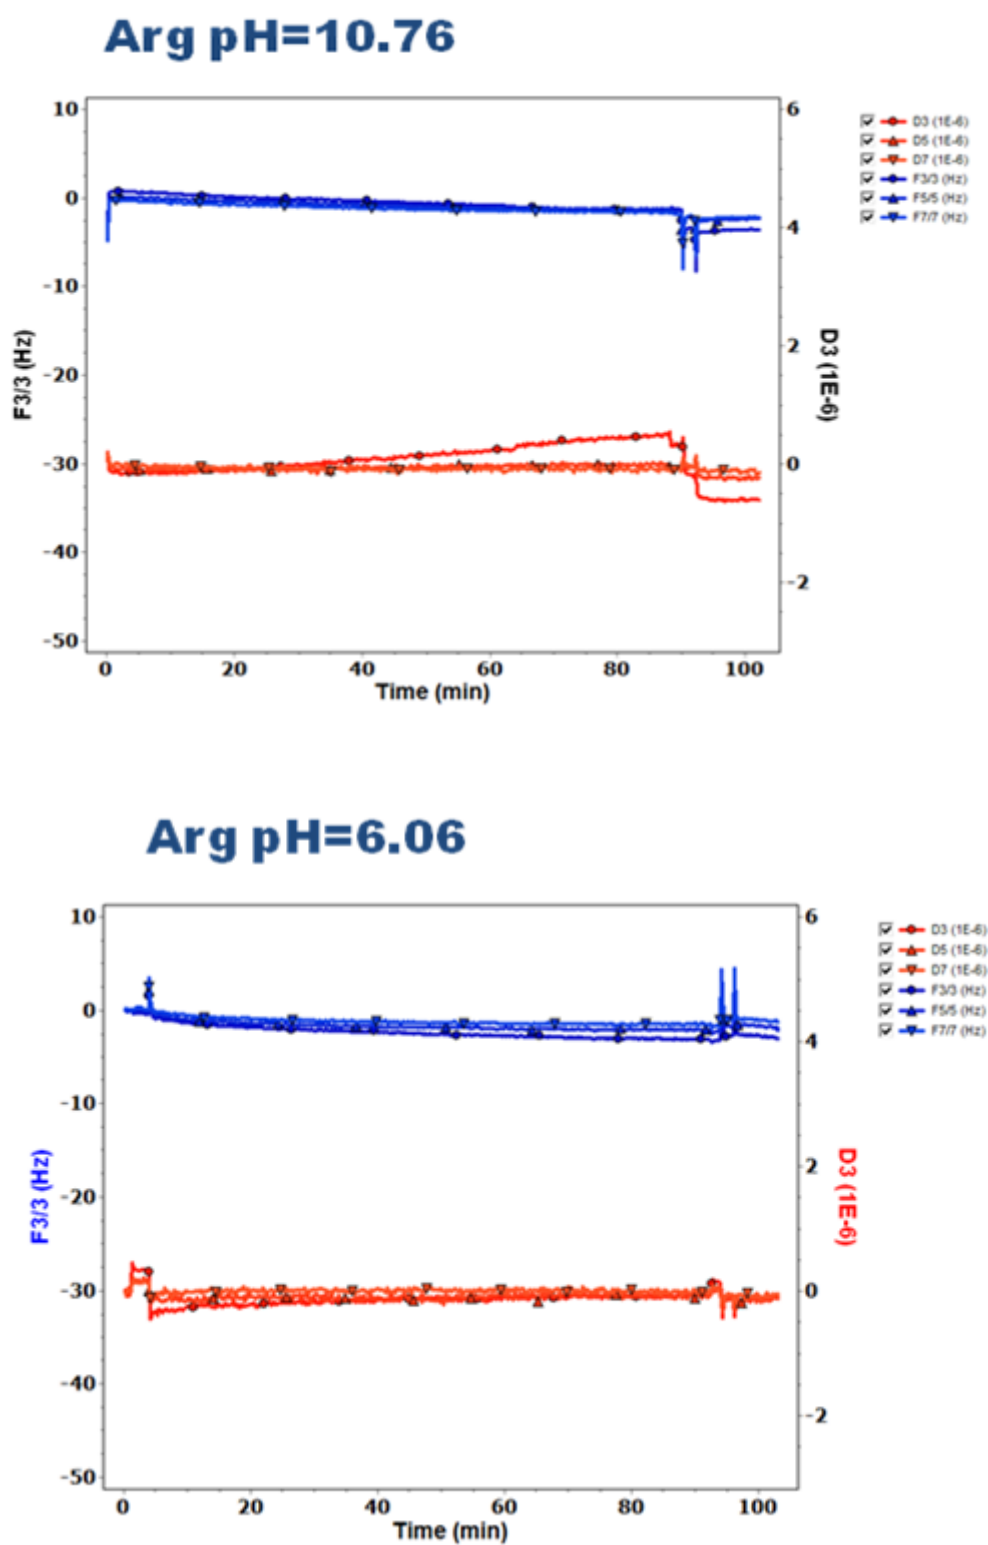 Arg pH=10.76
10
0
-10
-20
-30
-40
-50
F3/3 (Hz)
6
4
2
0
-2
D3 (1E-6)
0 20 40 60 80 100
Time (min)
D3 (1E-6)
D5 (1E-6)
D7 (1E-6)
F3/3 (Hz)
F5/5 (Hz)
F7/7 (Hz)
Arg pH=6.06
10
0
-10
-20
-30
-40
-50
F3/3 (Hz)
6
4
2
0
-2
D3 (1E-6)
0 20 40 60 80 100
Time (min)
D3 (1E-6)
D5 (1E-6)
D7 (1E-6)
F3/3 (Hz)
F5/5 (Hz)
F7/7 (Hz)